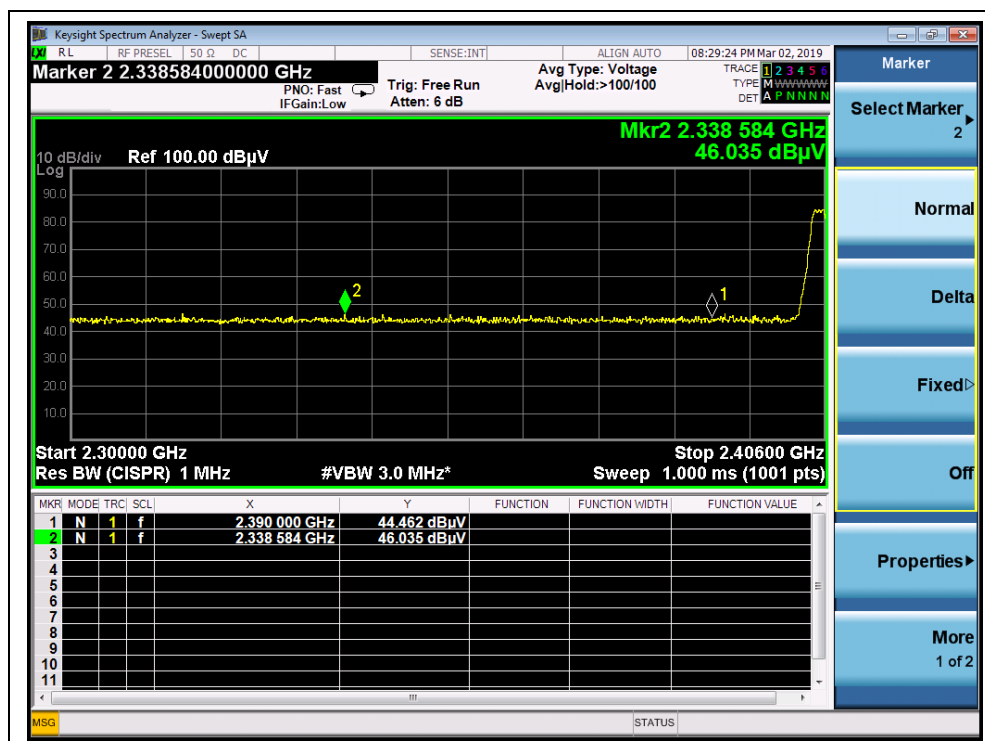 Keysight Spectrum Analyzer - Swept SA
LXI RL RF PRESEL 50 Ω DC SENSE:INT ALIGN AUTO 08:29:24 PM Mar 02, 2019
Marker 2 2.338584000000 GHz
PNO: Fast Trig: Free Run Avg Type: Voltage TRACE 1 2 3 4 5 6
IFGain:Low Atten: 6 dB Avg|Hold:>100/100 TYPE M WWWWW
DET A P N N N N
Mkr2 2.338 584 GHz
46.035 dBµV
10 dB/div Ref 100.00 dBµV
Log
90.0
80.0
70.0
60.0
50.0
40.0
30.0
20.0
10.0
2
1
Start 2.30000 GHz Stop 2.40600 GHz
Res BW (CISPR) 1 MHz #VBW 3.0 MHz* Sweep 1.000 ms (1001 pts)
MKR MODE TRC SCL X Y FUNCTION FUNCTION WIDTH FUNCTION VALUE
1 N 1 f 2.390 000 GHz 44.462 dBµV
2 N 1 f 2.338 584 GHz 46.035 dBµV
3
4
5
6
7
8
9
10
11
MSG STATUS
Marker
Select Marker
2
Normal
Delta
Fixed
Off
Properties
More
1 of 2